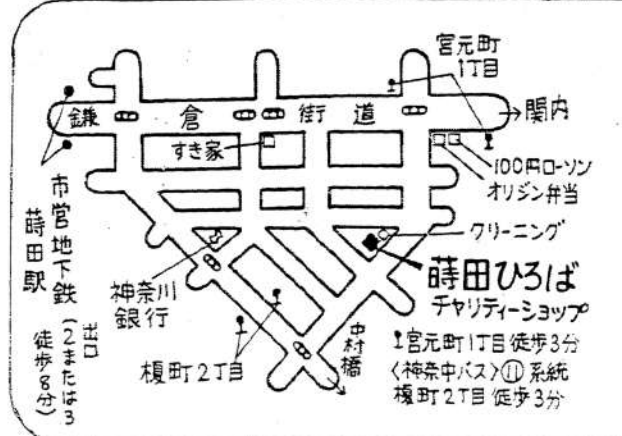 宮元町
1丁目
鎌倉街道
→関内
すき家
100円ローソン
オリジン弁当
クリーニング
市営地下鉄
蒔田駅
出口
(2または3
徒歩8分)
神奈川
銀行
蒔田ひろば
チャリティーショップ
榎町2丁目
中村橋
宮元町1丁目徒歩3分
〈神奈中バス〉⑪系統
榎町2丁目徒歩3分